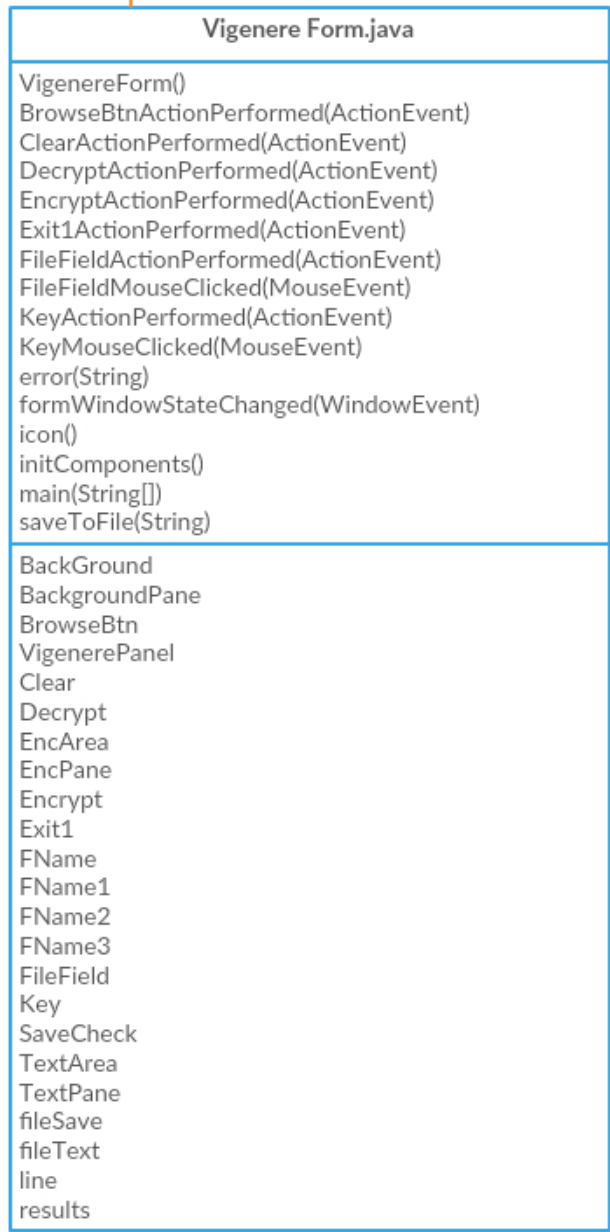 Vigenere Form.java
VigenereForm()
BrowseBtnActionPerformed(ActionEvent)
ClearActionPerformed(ActionEvent)
DecryptActionPerformed(ActionEvent)
EncryptActionPerformed(ActionEvent)
Exit1ActionPerformed(ActionEvent)
FileFieldActionPerformed(ActionEvent)
FileFieldMouseClicked(MouseEvent)
KeyActionPerformed(ActionEvent)
KeyMouseClicked(MouseEvent)
error(String)
formWindowStateChanged(WindowEvent)
icon()
initComponents()
main(String[])
saveToFile(String)
BackGround
BackgroundPane
BrowseBtn
VigenerePanel
Clear
Decrypt
EncArea
EncPane
Encrypt
Exit1
FName
FName1
FName2
FName3
FileField
Key
SaveCheck
TextArea
TextPane
fileSave
fileText
line
results